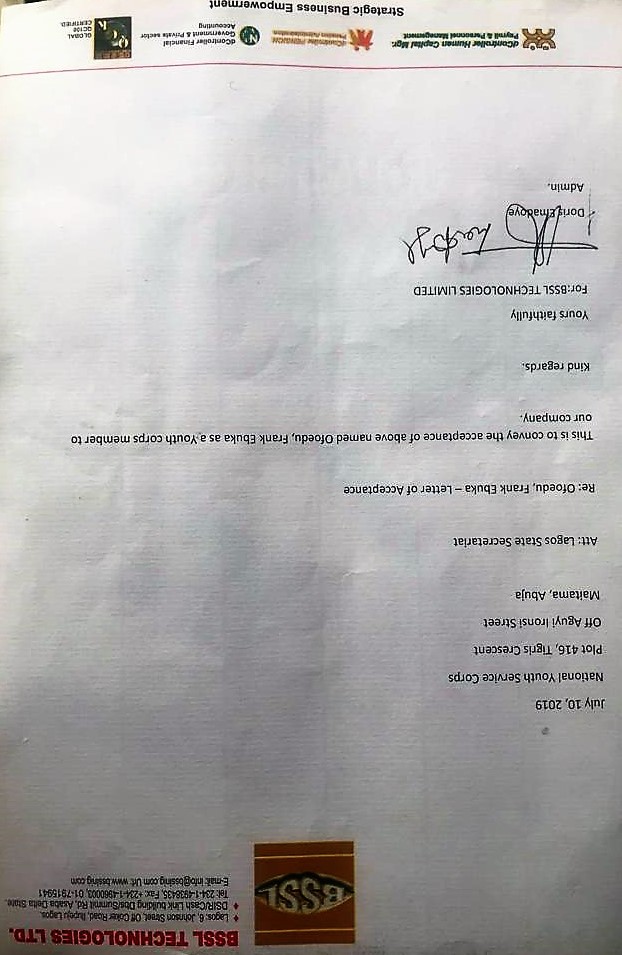 BSSL
BSSL TECHNOLOGIES LTD.
Lagos: 6, Johnson Street, Off Coker Road, Ilupeju Lagos.
DSIR/Cash Link building Dbs/Summit Rd, Asaba Delta State.
Tel: 234-1-4938435, Fax: +234-1-4960003, 01-7915941
E-mail: info@bsslnig.com Url: www.bsslnig.com
July 10, 2019
National Youth Service Corps
Plot 416, Tigris Crescent
Off Aguyi Ironsi Street
Maitama, Abuja
Att: Lagos State Secretariat
Re: Ofoedu, Frank Ebuka – Letter of Acceptance
This is to convey the acceptance of above named Ofoedu, Frank Ebuka as a Youth corps member to
our company.
Kind regards.
Yours faithfully
For:BSSL TECHNOLOGIES LIMITED
Doris Emadoye
Admin.
dController Human Capital Mgr.
Payroll & Personnel Management
dController PENSION
Pension Administration
dController Financial
Government & Private sector
Accounting
QCK
GLOBAL
QC100
CERTIFIED.
Strategic Business Empowerment